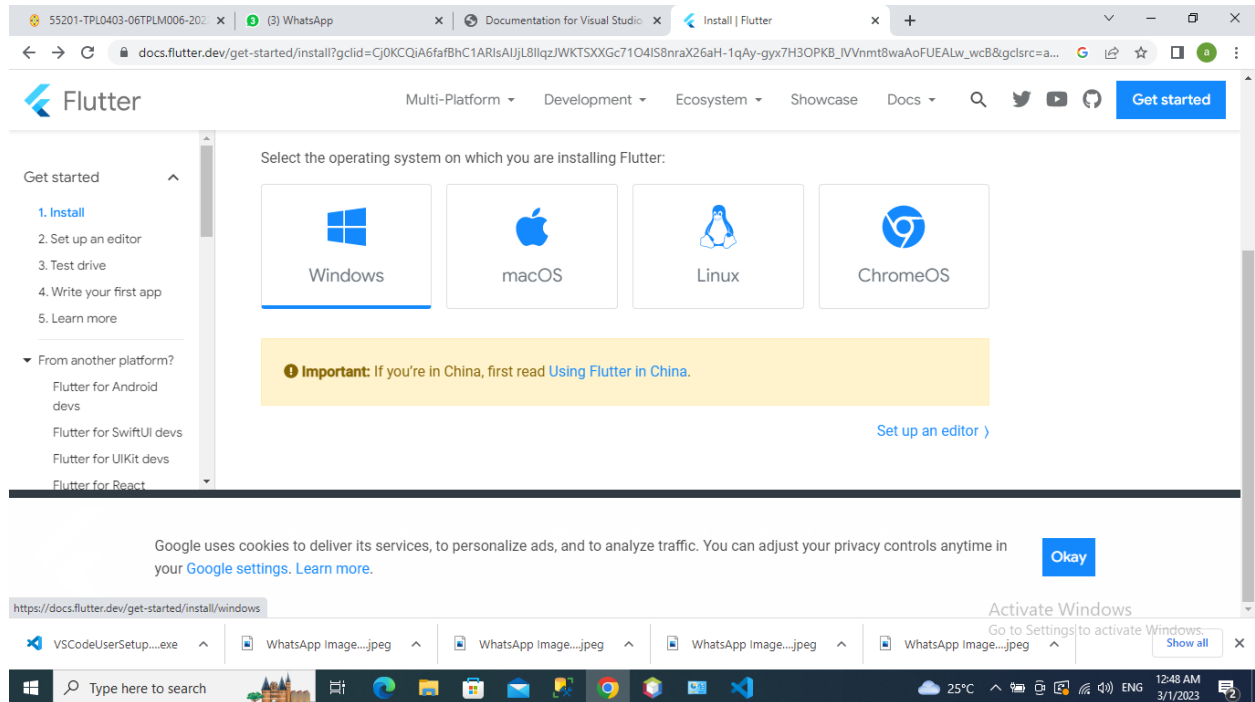 55201-TPL0403-06TPLM006-202
(3) WhatsApp
Documentation for Visual Studio
Install | Flutter
docs.flutter.dev/get-started/install?gclid=Cj0KCQiA6fafBhC1ARIsAIJjL8IlqzJWKTSXXGc71O4IS8nraX26aH-1qAy-gyx7H3OPKB_lVVnmt8waAoFUEALw_wcB&gclsrc=a...
Flutter
Multi-Platform
Development
Ecosystem
Showcase
Docs
Get started
Get started
1. Install
2. Set up an editor
3. Test drive
4. Write your first app
5. Learn more
From another platform?
Flutter for Android
devs
Flutter for SwiftUI devs
Flutter for UIKit devs
Flutter for React
Select the operating system on which you are installing Flutter:
Windows
macOS
Linux
ChromeOS
Important: If you're in China, first read Using Flutter in China.
Set up an editor
Google uses cookies to deliver its services, to personalize ads, and to analyze traffic. You can adjust your privacy controls anytime in
your Google settings. Learn more.
Okay
https://docs.flutter.dev/get-started/install/windows
Activate Windows
Go to Settings to activate Windows.
VSCodeUserSetup....exe
WhatsApp Image....jpeg
WhatsApp Image....jpeg
WhatsApp Image....jpeg
WhatsApp Image....jpeg
Show all
Type here to search
25°C
ENG
12:48 AM
3/1/2023
2